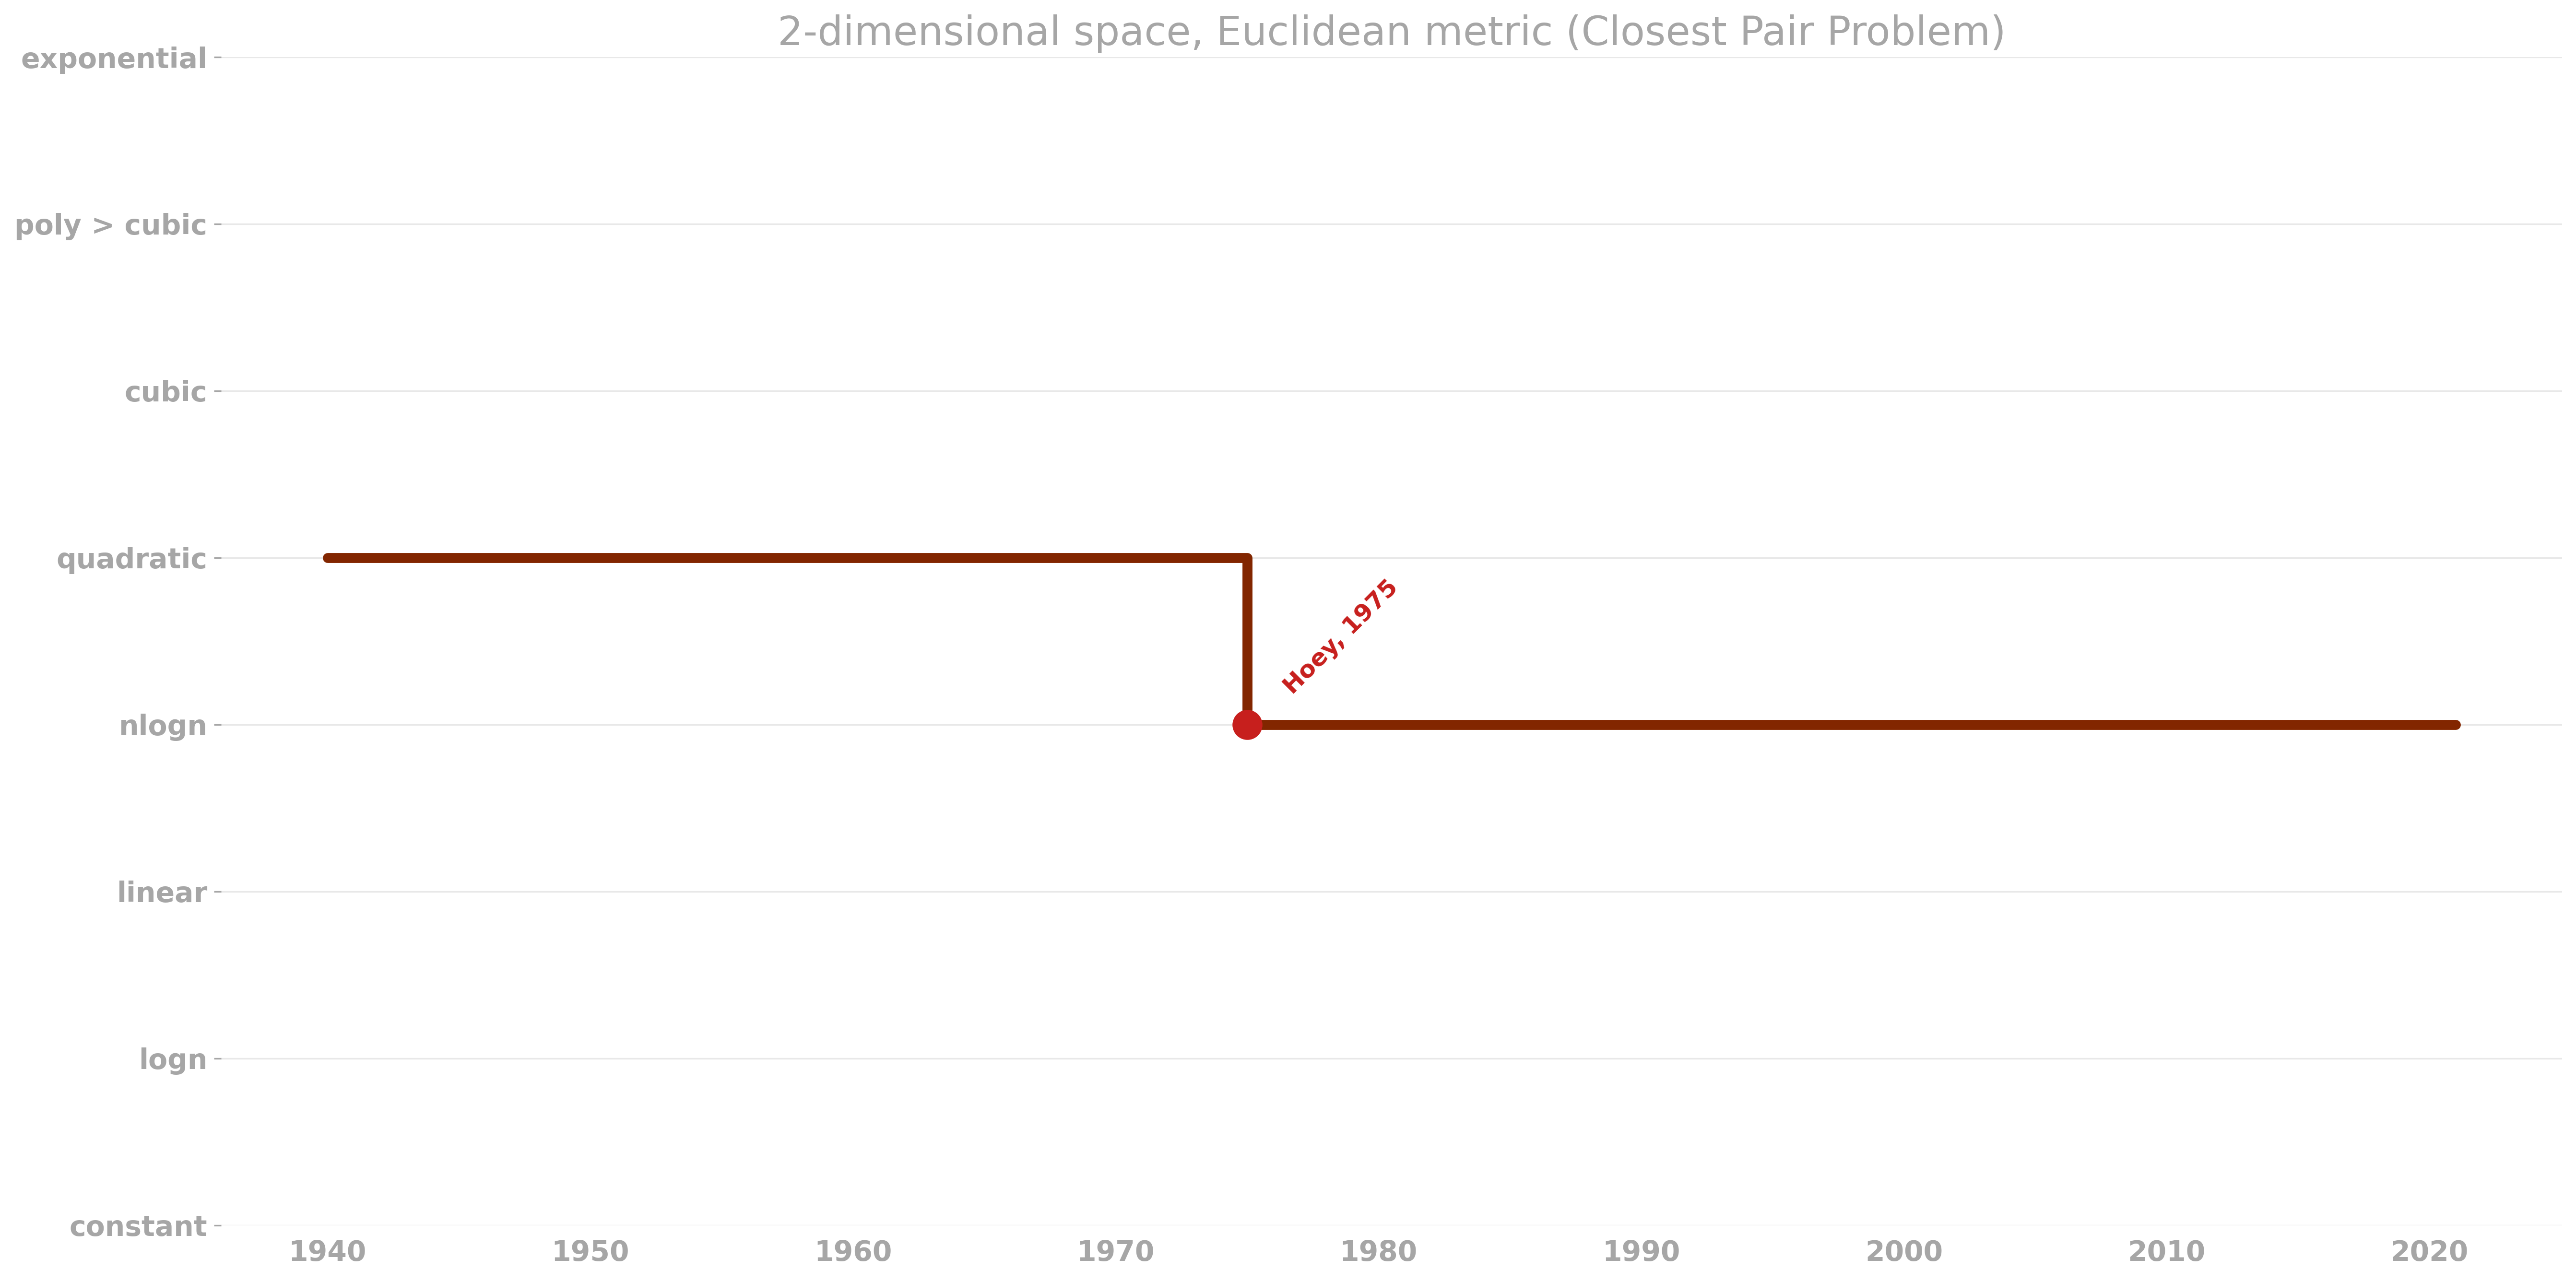 2-dimensional space, Euclidean metric (Closest Pair Problem)
exponential
poly > cubic
cubic
quadratic
Hoey, 1975
nlogn
linear
logn
constant
1940 1950 1960 1970 1980 1990 2000 2010 2020